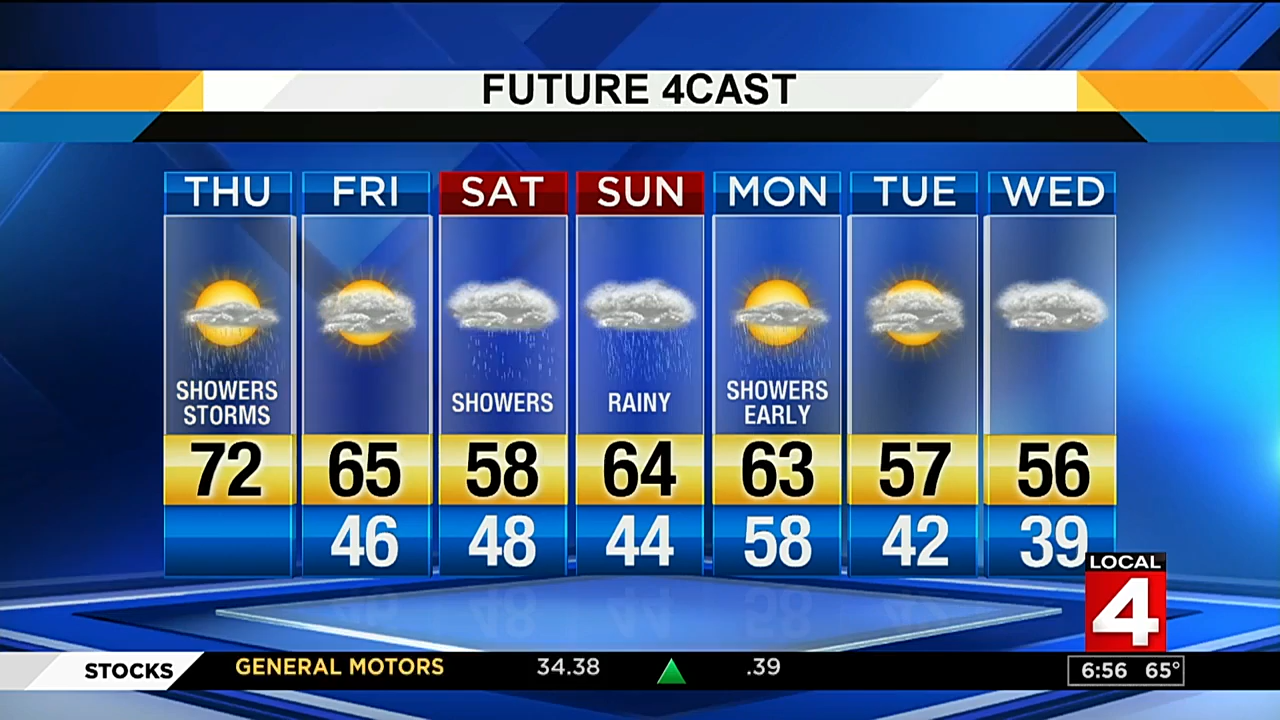 FUTURE 4CAST
THU FRI SAT SUN MON TUE WED
SHOWERS
STORMS
SHOWERS
RAINY
SHOWERS
EARLY
72 65 58 64 63 57 56
46 48 44 58 42 39
LOCAL
4
STOCKS GENERAL MOTORS 34.38 .39 6:56 65°